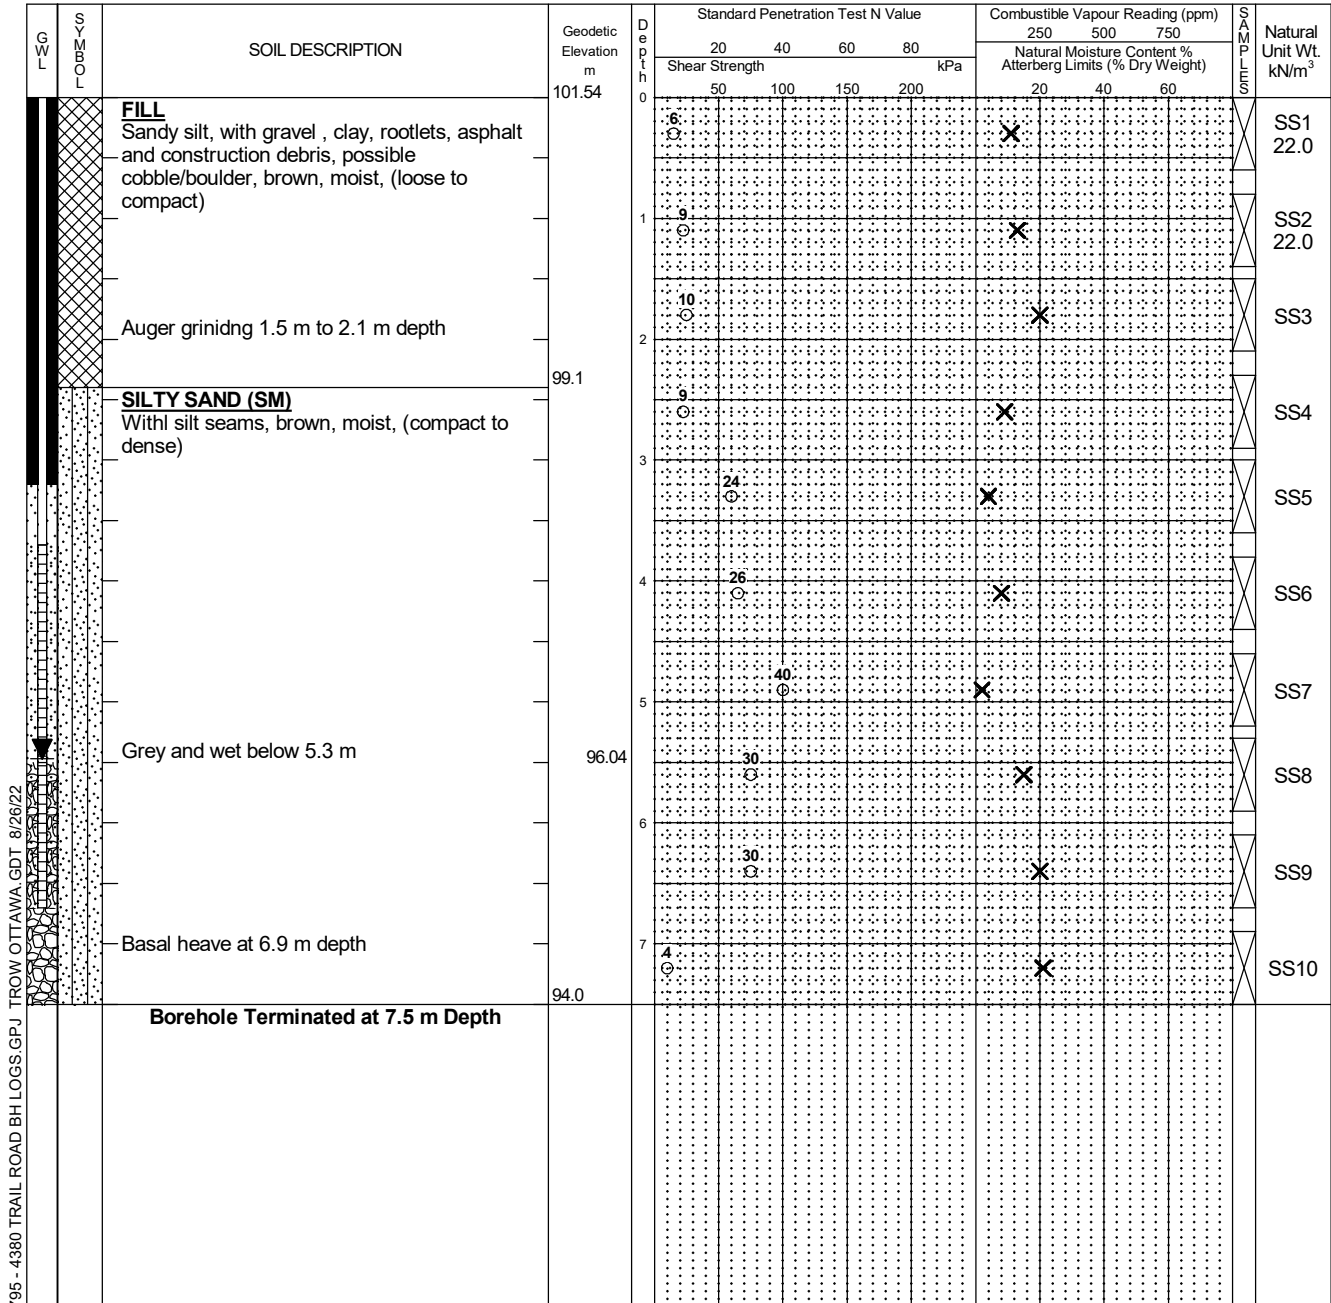 GWL
SYMBOL
SOIL DESCRIPTION
Geodetic
Elevation
m
101.54
Depth
Standard Penetration Test N Value
20 40 60 80
Shear Strength kPa
50 100 150 200
Combustible Vapour Reading (ppm)
250 500 750
Natural Moisture Content %
Atterberg Limits (% Dry Weight)
20 40 60
SAMPLES
Natural
Unit Wt.
kN/m³
0
FILL
Sandy silt, with gravel , clay, rootlets, asphalt
and construction debris, possible
cobble/boulder, brown, moist, (loose to
compact)
6
SS1
22.0
1
9
SS2
22.0
Auger grinidng 1.5 m to 2.1 m depth
10
SS3
2
99.1
SILTY SAND (SM)
Withl silt seams, brown, moist, (compact to
dense)
9
SS4
3
24
SS5
4
26
SS6
40
SS7
5
Grey and wet below 5.3 m
96.04
30
SS8
6
30
SS9
Basal heave at 6.9 m depth
7
4
SS10
94.0
Borehole Terminated at 7.5 m Depth
795 - 4380 TRAIL ROAD BH LOGS.GPJ TROW OTTAWA.GDT 8/26/22